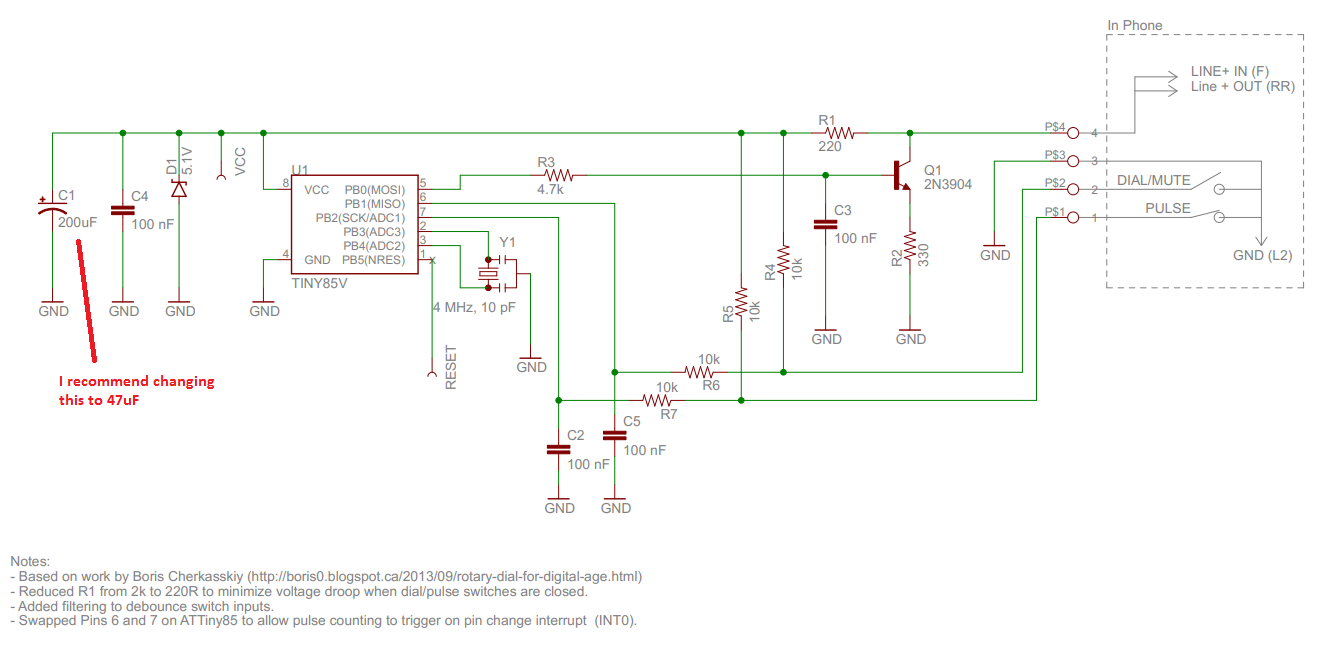 In Phone
LINE+ IN (F)
Line + OUT (RR)
P$4
4
P$3
3
P$2
2
DIAL/MUTE
P$1
1
PULSE
GND (L2)
GND
R1
220
Q1
2N3904
R2
330
GND
C3
100 nF
GND
R3
4.7k
R4
10k
R5
10k
10k
R6
10k
R7
C1
200uF
GND
C4
100 nF
GND
D1
5.1V
GND
VCC
U1
8
VCC
4
GND
PB0(MOSI)
5
PB1(MISO)
6
PB2(SCK/ADC1)
7
PB3(ADC3)
2
PB4(ADC2)
3
PB5(NRES)
1
TINY85V
GND
Y1
4 MHz, 10 pF
GND
RESET
C2
100 nF
GND
C5
100 nF
GND
I recommend changing
this to 47uF
Notes:
- Based on work by Boris Cherkasskiy (http://boris0.blogspot.ca/2013/09/rotary-dial-for-digital-age.html)
- Reduced R1 from 2k to 220R to minimize voltage droop when dial/pulse switches are closed.
- Added filtering to debounce switch inputs.
- Swapped Pins 6 and 7 on ATTiny85 to allow pulse counting to trigger on pin change interrupt (INT0).